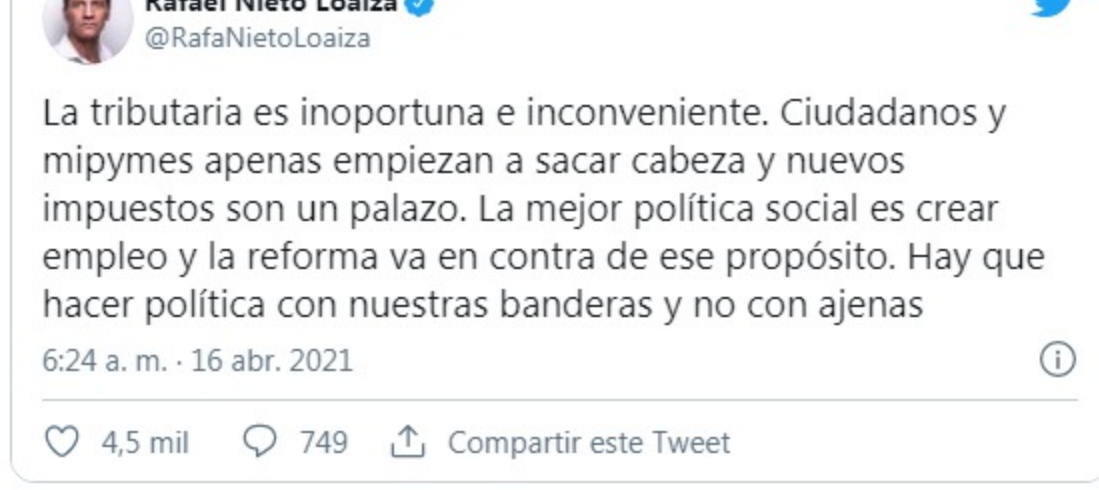 Rafael Nieto Loaiza
@RafaNietoLoaiza
La tributaria es inoportuna e inconveniente. Ciudadanos y
mipymes apenas empiezan a sacar cabeza y nuevos
impuestos son un palazo. La mejor política social es crear
empleo y la reforma va en contra de ese propósito. Hay que
hacer política con nuestras banderas y no con ajenas
6:24 a. m. · 16 abr. 2021
4,5 mil 749 Compartir este Tweet